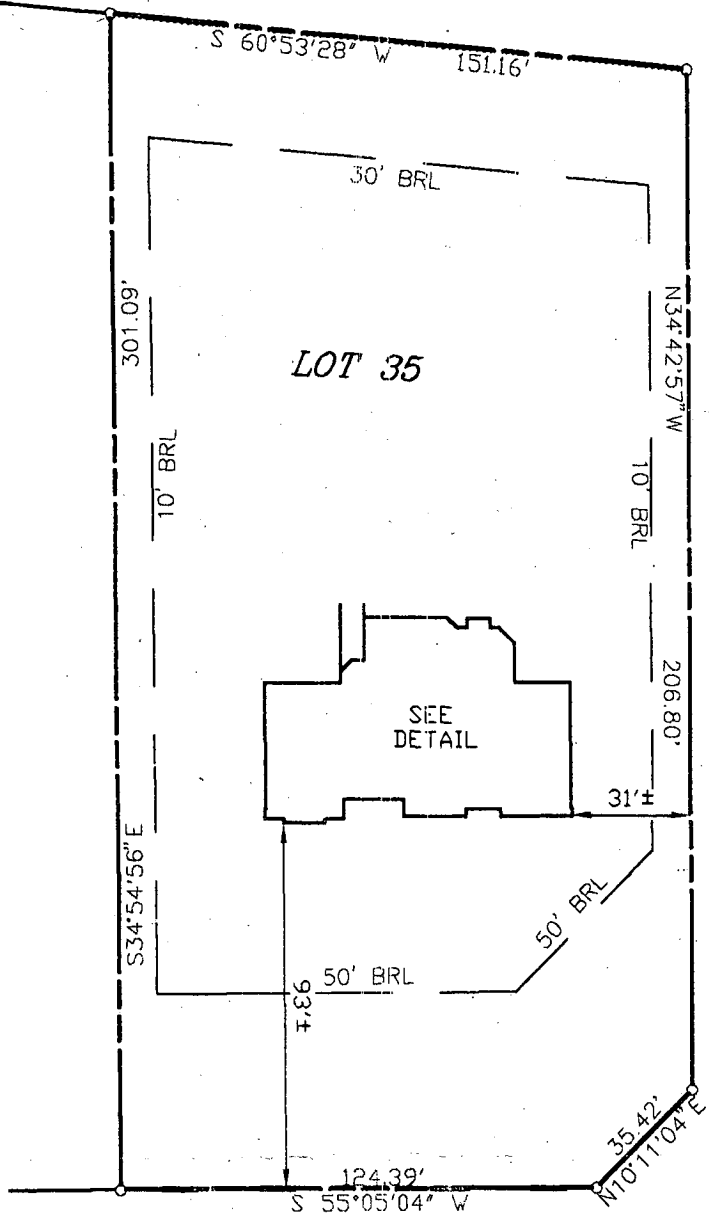 S 60°53'28" W 151.16'
30' BRL
301.09'
N34°42'57"W
LOT 35
10' BRL
10' BRL
206.80'
SEE
DETAIL
31'±
S34°54'56"E
50' BRL
50' BRL
93'±
35.42'
N10°11'04"E
124.39'
S 55°05'04" W